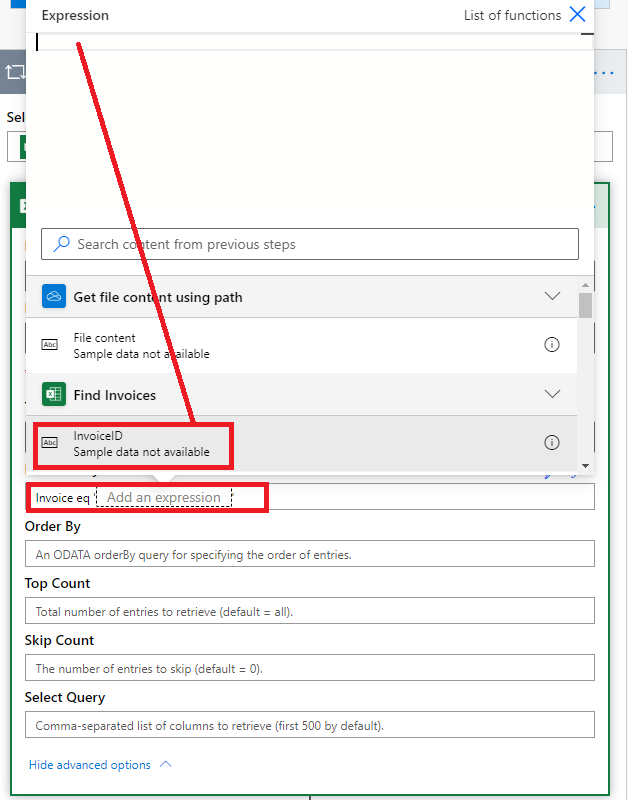 Expression
List of functions
Sel
Search content from previous steps
Get file content using path
Abc
File content
Sample data not available
Find Invoices
Abc
InvoiceID
Sample data not available
Invoice eq ' Add an expression '
Order By
An ODATA orderBy query for specifying the order of entries.
Top Count
Total number of entries to retrieve (default = all).
Skip Count
The number of entries to skip (default = 0).
Select Query
Comma-separated list of columns to retrieve (first 500 by default).
Hide advanced options